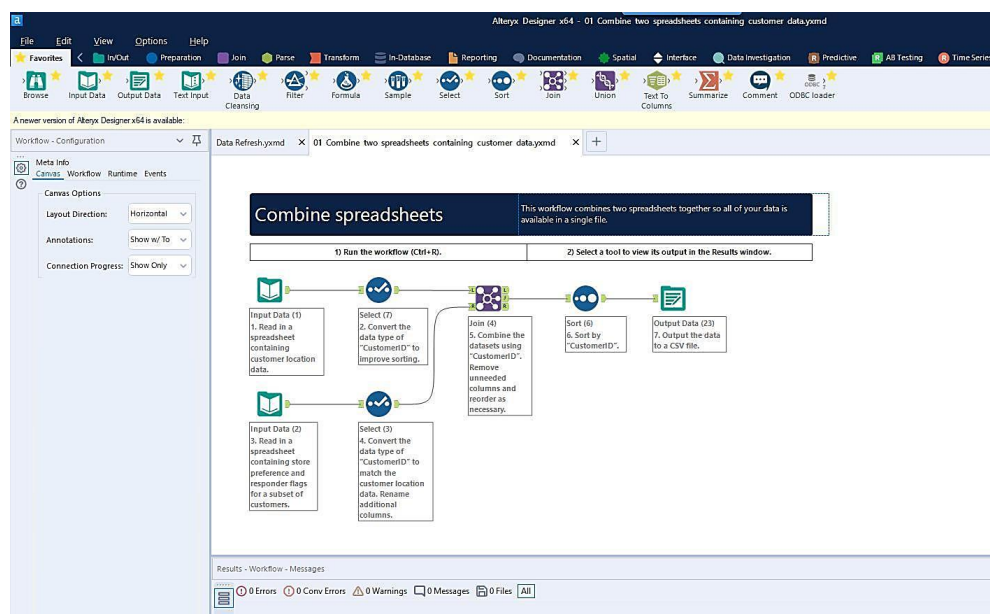 a
Alteryx Designer x64 - 01 Combine two spreadsheets containing customer data.yxmd
File Edit View Options Help
Favorites In/Out Preparation Join Parse Transform In-Database Reporting Documentation Spatial Interface Data Investigation Predictive AB Testing Time Series
Browse Input Data Output Data Text Input Data Cleansing Filter Formula Sample Select Sort Join Union Text To Columns Summarize Comment ODBC loader
A newer version of Alteryx Designer x64 is available:
Workflow - Configuration
Data Refresh.yxmd X 01 Combine two spreadsheets containing customer data.yxmd X +
Meta Info
Canvas Workflow Runtime Events
Canvas Options
Layout Direction: Horizontal
Annotations: Show w/ To
Connection Progress: Show Only
Combine spreadsheets
This workflow combines two spreadsheets together so all of your data is
available in a single file.
1) Run the workflow (Ctrl+R).
2) Select a tool to view its output in the Results window.
Input Data (1)
1. Read in a
spreadsheet
containing
customer location
data.
Select (7)
2. Convert the
data type of
"CustomerID" to
improve sorting.
Join (4)
5. Combine the
datasets using
"CustomerID".
Remove
unneeded
columns and
reorder as
necessary.
Sort (6)
6. Sort by
"CustomerID".
Output Data (23)
7. Output the data
to a CSV file.
Input Data (2)
3. Read in a
spreadsheet
containing store
preference and
responder flags
for a subset of
customers.
Select (3)
4. Convert the
data type of
"CustomerID" to
match the
customer location
data. Rename
additional
columns.
Results - Workflow - Messages
0 Errors 0 Conv Errors 0 Warnings 0 Messages 0 Files All